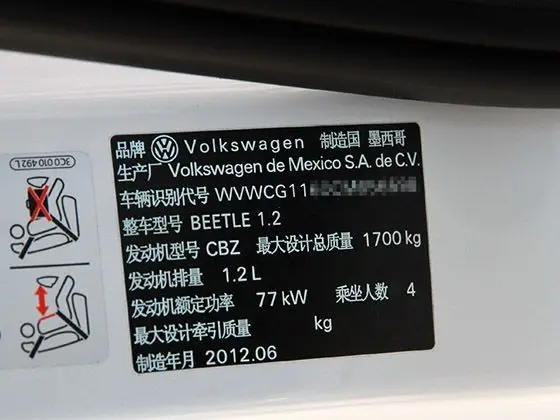 3C0 010 492 L
品牌 Volkswagen 制造国 墨西哥
生产厂 Volkswagen de Mexico S.A. de C.V.
车辆识别代号 WVWCG11
整车型号 BEETLE 1.2
发动机型号 CBZ 最大设计总质量 1700 kg
发动机排量 1.2 L
发动机额定功率 77 kW 乘坐人数 4
最大设计牵引质量 kg
制造年月 2012.06